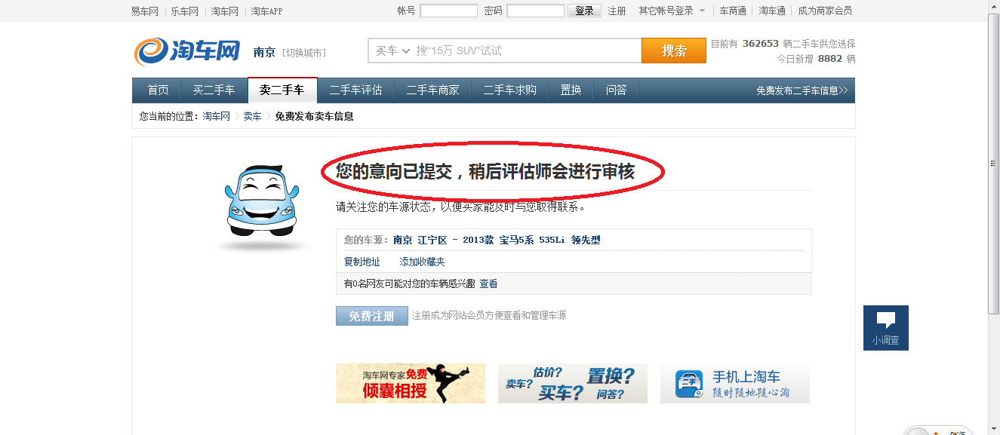 易车网 乐车网 淘车网 淘车APP 帐号 密码 登录 注册 其它帐号登录 车商通 淘车通 成为商家会员
淘车网 南京 [切换城市] 买车 搜“15万 SUV”试试 搜索 目前有 362653 辆二手车供您选择
今日新增 8882 辆
首页 买二手车 卖二手车 二手车评估 二手车商家 二手车求购 置换 问答 免费发布二手车信息>>
您当前的位置：淘车网 > 卖车 > 免费发布卖车信息
您的意向已提交，稍后评估师会进行审核
请关注您的车源状态，以便买家能及时与您取得联系。
您的车源：南京 江宁区 - 2013款 宝马5系 535Li 领先型
复制地址 添加收藏夹
有0名网友可能对您的车辆感兴趣 查看
免费注册 注册成为网站会员方便查看和管理车源
小调查
淘车网专家免费
倾囊相授
估价？
卖车？
置换？
买车？
问答？
二手
手机上淘车
随时随地随心淘
0K/S